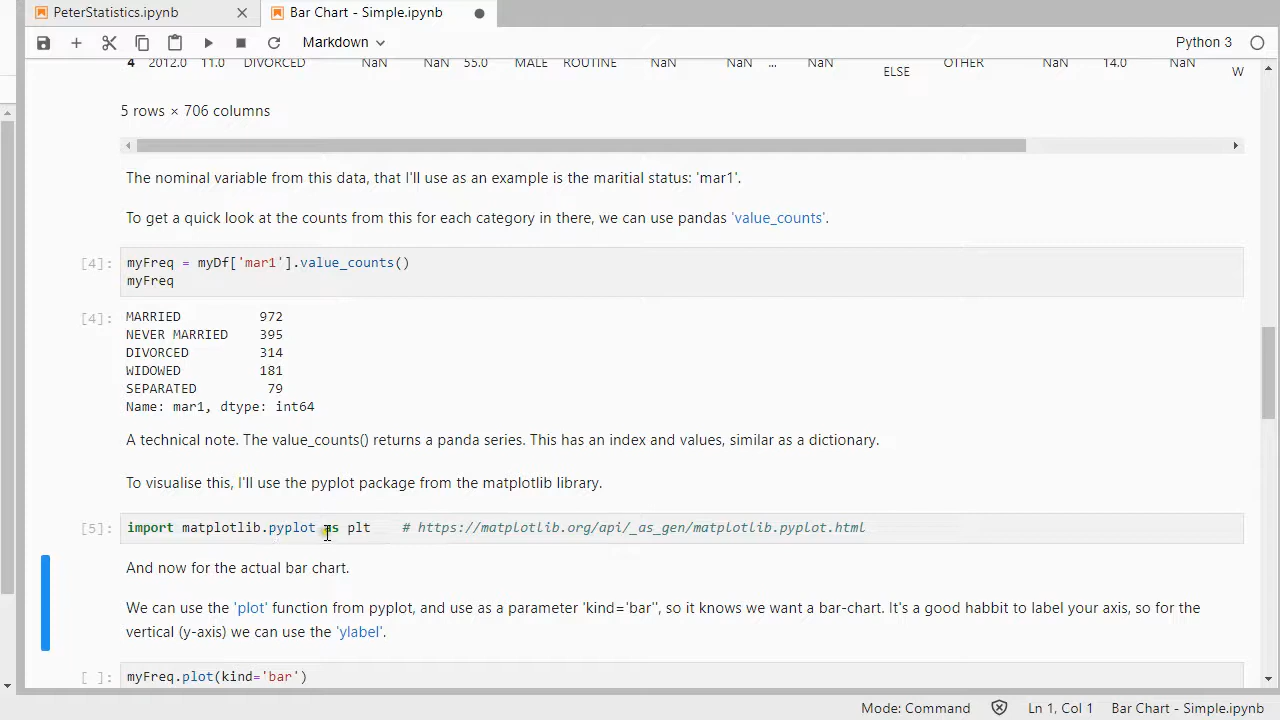 PeterStatistics.ipynb
Bar Chart - Simple.ipynb
Markdown
Python 3
4 2012.0 11.0 DIVORCED NaN NaN 55.0 MALE ROUTINE NaN NaN ... NaN ELSE OTHER NaN 14.0 NaN W
5 rows × 706 columns
The nominal variable from this data, that I'll use as an example is the maritial status: 'mar1'.
To get a quick look at the counts from this for each category in there, we can use pandas 'value_counts'.
[4]: myFreq = myDf['mar1'].value_counts()
myFreq
[4]: MARRIED 972
NEVER MARRIED 395
DIVORCED 314
WIDOWED 181
SEPARATED 79
Name: mar1, dtype: int64
A technical note. The value_counts() returns a panda series. This has an index and values, similar as a dictionary.
To visualise this, I'll use the pyplot package from the matplotlib library.
[5]: import matplotlib.pyplot as plt # https://matplotlib.org/api/_as_gen/matplotlib.pyplot.html
And now for the actual bar chart.
We can use the 'plot' function from pyplot, and use as a parameter 'kind='bar'', so it knows we want a bar-chart. It's a good habbit to label your axis, so for the
vertical (y-axis) we can use the 'ylabel'.
[ ]: myFreq.plot(kind='bar')
Mode: Command
Ln 1, Col 1
Bar Chart - Simple.ipynb